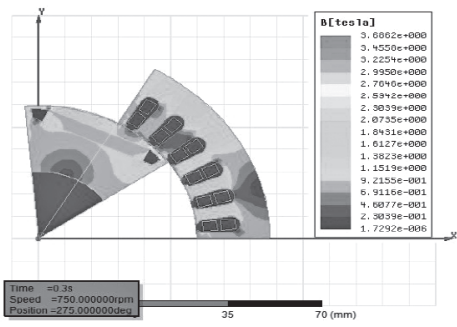 Y
B[tesla]
3.6862e+000
3.4558e+000
3.2254e+000
2.9950e+000
2.7646e+000
2.5342e+000
2.3039e+000
2.0735e+000
1.8431e+000
1.6127e+000
1.3823e+000
1.1519e+000
9.2155e-001
6.9116e-001
4.6077e-001
2.3039e-001
1.7292e-006
X
Time =0.3s
Speed =750.000000rpm
Position =275.000000deg
0 35 70 (mm)